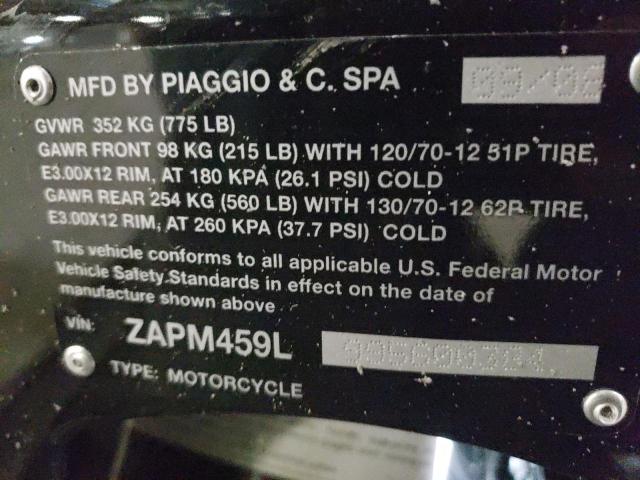 MFD BY PIAGGIO & C. SPA 09/08
GVWR 352 KG (775 LB)
GAWR FRONT 98 KG (215 LB) WITH 120/70-12 51P TIRE,
E3.00X12 RIM, AT 180 KPA (26.1 PSI) COLD
GAWR REAR 254 KG (560 LB) WITH 130/70-12 62P TIRE,
E3.00X12 RIM, AT 260 KPA (37.7 PSI) COLD
This vehicle conforms to all applicable U.S. Federal Motor
Vehicle Safety Standards in effect on the date of
manufacture shown above
VIN: ZAPM459L
TYPE: MOTORCYCLE